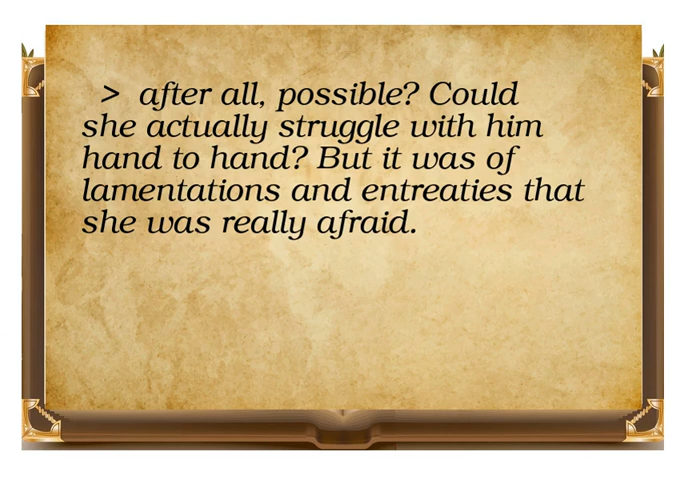 > after all, possible? Could
she actually struggle with him
hand to hand? But it was of
lamentations and entreaties that
she was really afraid.